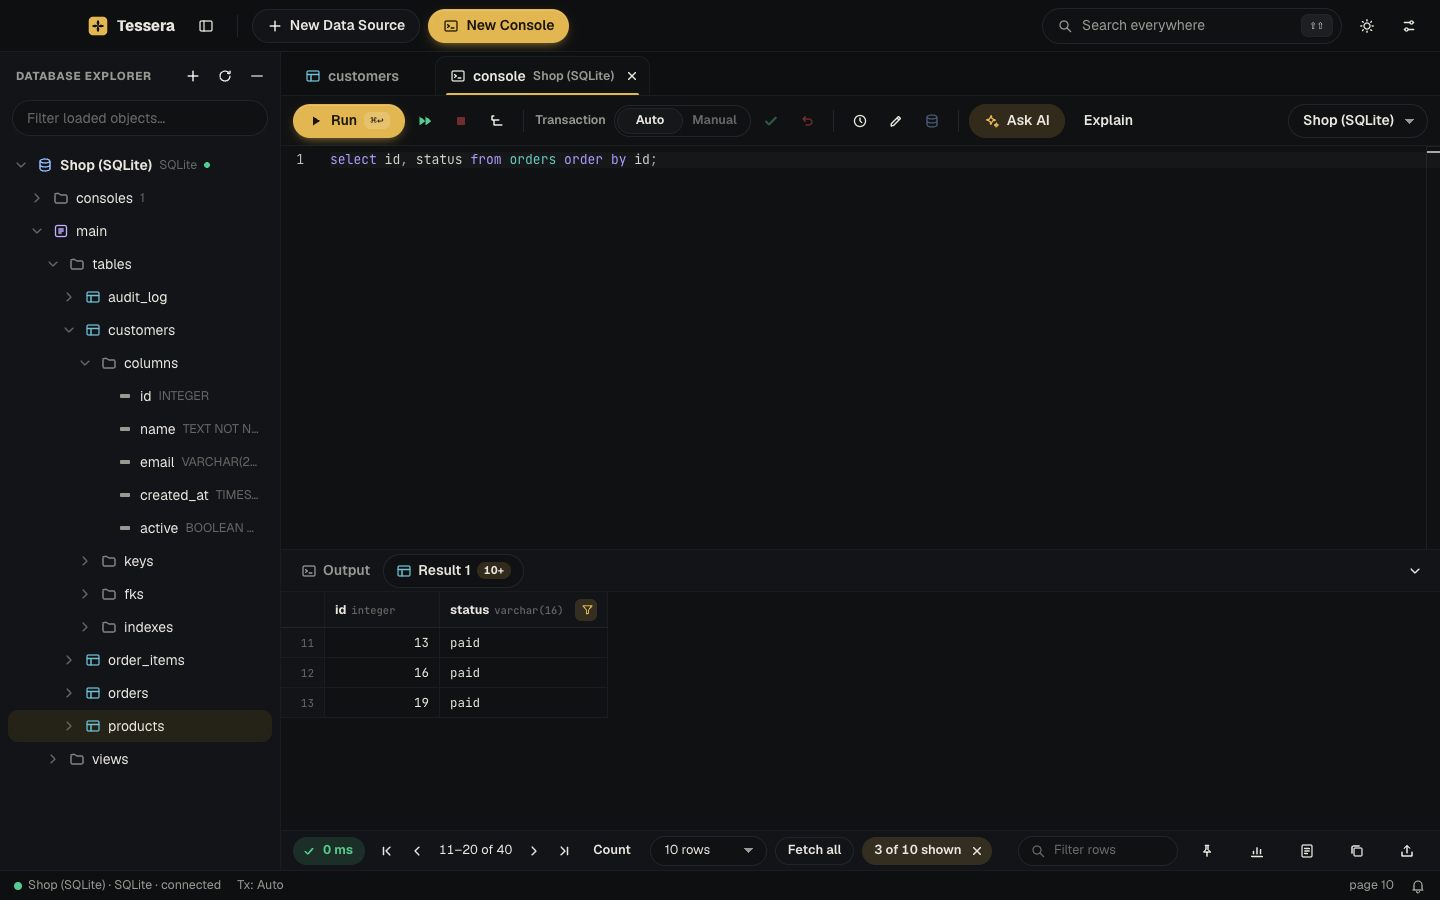 Tessera
New Data Source
New Console
Search everywhere
⇧⇧
DATABASE EXPLORER
Filter loaded objects…
Shop (SQLite) SQLite
consoles 1
main
tables
audit_log
customers
columns
id INTEGER
name TEXT NOT N…
email VARCHAR(2…
created_at TIMES…
active BOOLEAN …
keys
fks
indexes
order_items
orders
products
views
customers
console Shop (SQLite)
Run ⌘↩
Transaction
Auto
Manual
Ask AI
Explain
Shop (SQLite)
1 select id, status from orders order by id;
Output
Result 1 10+
id integer
status varchar(16)
11 13 paid
12 16 paid
13 19 paid
0 ms
11–20 of 40
Count
10 rows
Fetch all
3 of 10 shown
Filter rows
Shop (SQLite) · SQLite · connected
Tx: Auto
page 10